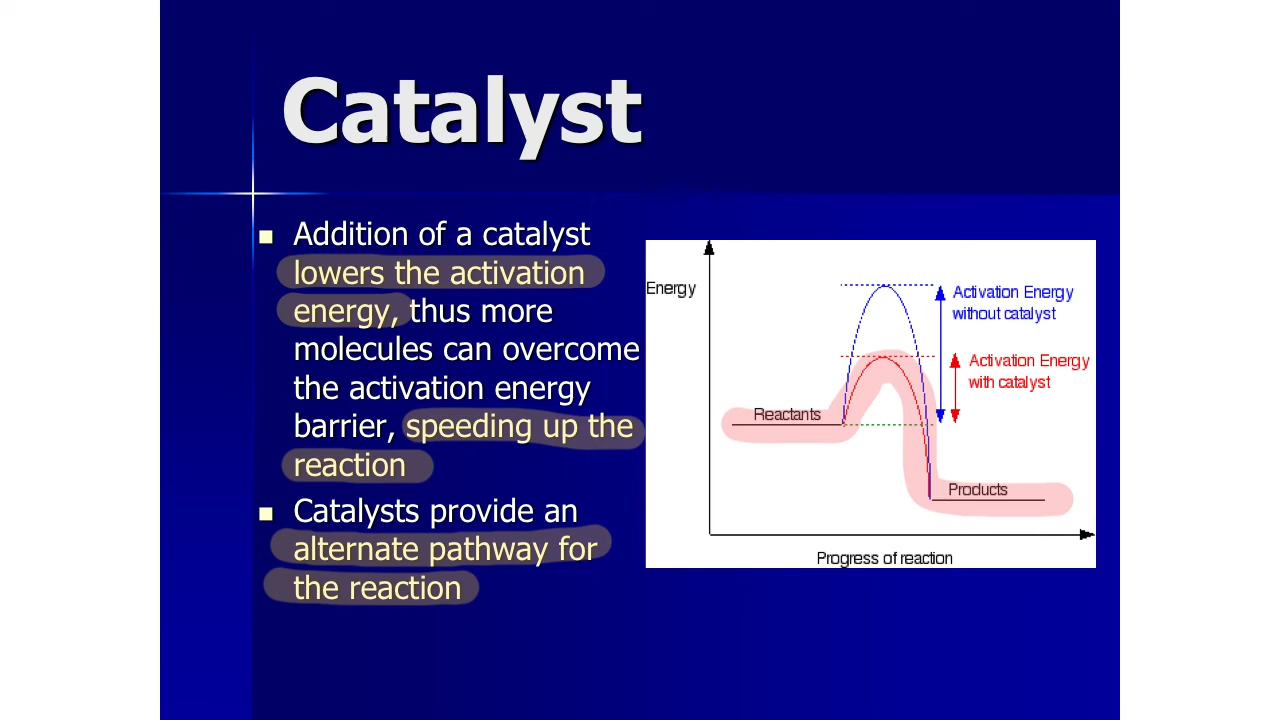 Catalyst
Addition of a catalyst
lowers the activation
energy, thus more
molecules can overcome
the activation energy
barrier, speeding up the
reaction
Catalysts provide an
alternate pathway for
the reaction
Energy
Activation Energy
without catalyst
Activation Energy
with catalyst
Reactants
Products
Progress of reaction